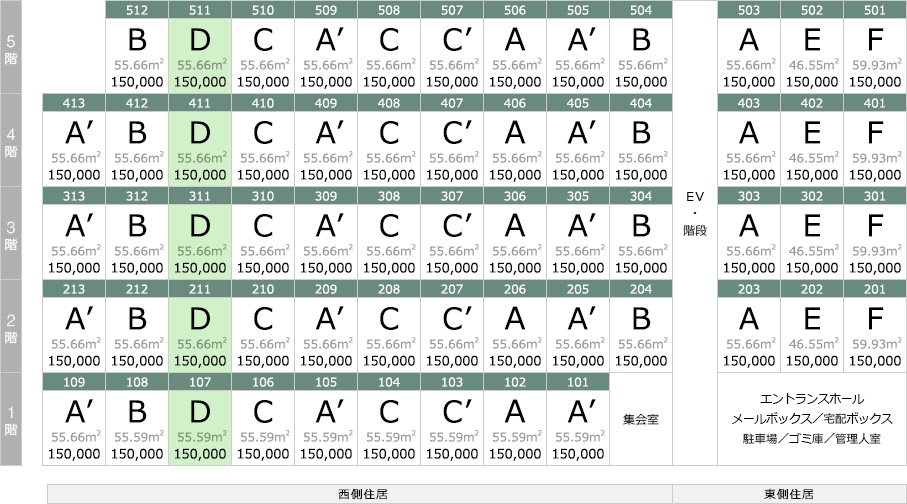 512 511 510 509 508 507 506 505 504 503 502 501
5階 B D C A′ C C′ A A′ B A E F
55.66m² 55.66m² 55.66m² 55.66m² 55.66m² 55.66m² 55.66m² 55.66m² 55.66m² 55.66m² 46.55m² 59.93m²
150,000 150,000 150,000 150,000 150,000 150,000 150,000 150,000 150,000 150,000 150,000 150,000
413 412 411 410 409 408 407 406 405 404 403 402 401
4階 A′ B D C A′ C C′ A A′ B A E F
55.66m² 55.66m² 55.66m² 55.66m² 55.66m² 55.66m² 55.66m² 55.66m² 55.66m² 55.66m² 55.66m² 46.55m² 59.93m²
150,000 150,000 150,000 150,000 150,000 150,000 150,000 150,000 150,000 150,000 150,000 150,000 150,000
313 312 311 310 309 308 307 306 305 304 303 302 301
EV・階段
3階 A′ B D C A′ C C′ A A′ B A E F
55.66m² 55.66m² 55.66m² 55.66m² 55.66m² 55.66m² 55.66m² 55.66m² 55.66m² 55.66m² 55.66m² 46.55m² 59.93m²
150,000 150,000 150,000 150,000 150,000 150,000 150,000 150,000 150,000 150,000 150,000 150,000 150,000
213 212 211 210 209 208 207 206 205 204 203 202 201
2階 A′ B D C A′ C C′ A A′ B A E F
55.66m² 55.66m² 55.66m² 55.66m² 55.66m² 55.66m² 55.66m² 55.66m² 55.66m² 55.66m² 55.66m² 46.55m² 59.93m²
150,000 150,000 150,000 150,000 150,000 150,000 150,000 150,000 150,000 150,000 150,000 150,000 150,000
109 108 107 106 105 104 103 102 101
1階 A′ B D C A′ C C′ A A′ 集会室
55.66m² 55.59m² 55.59m² 55.59m² 55.59m² 55.59m² 55.59m² 55.59m² 55.59m²
150,000 150,000 150,000 150,000 150,000 150,000 150,000 150,000 150,000
エントランスホール
メールボックス／宅配ボックス
駐車場／ゴミ庫／管理人室
西側住居 東側住居